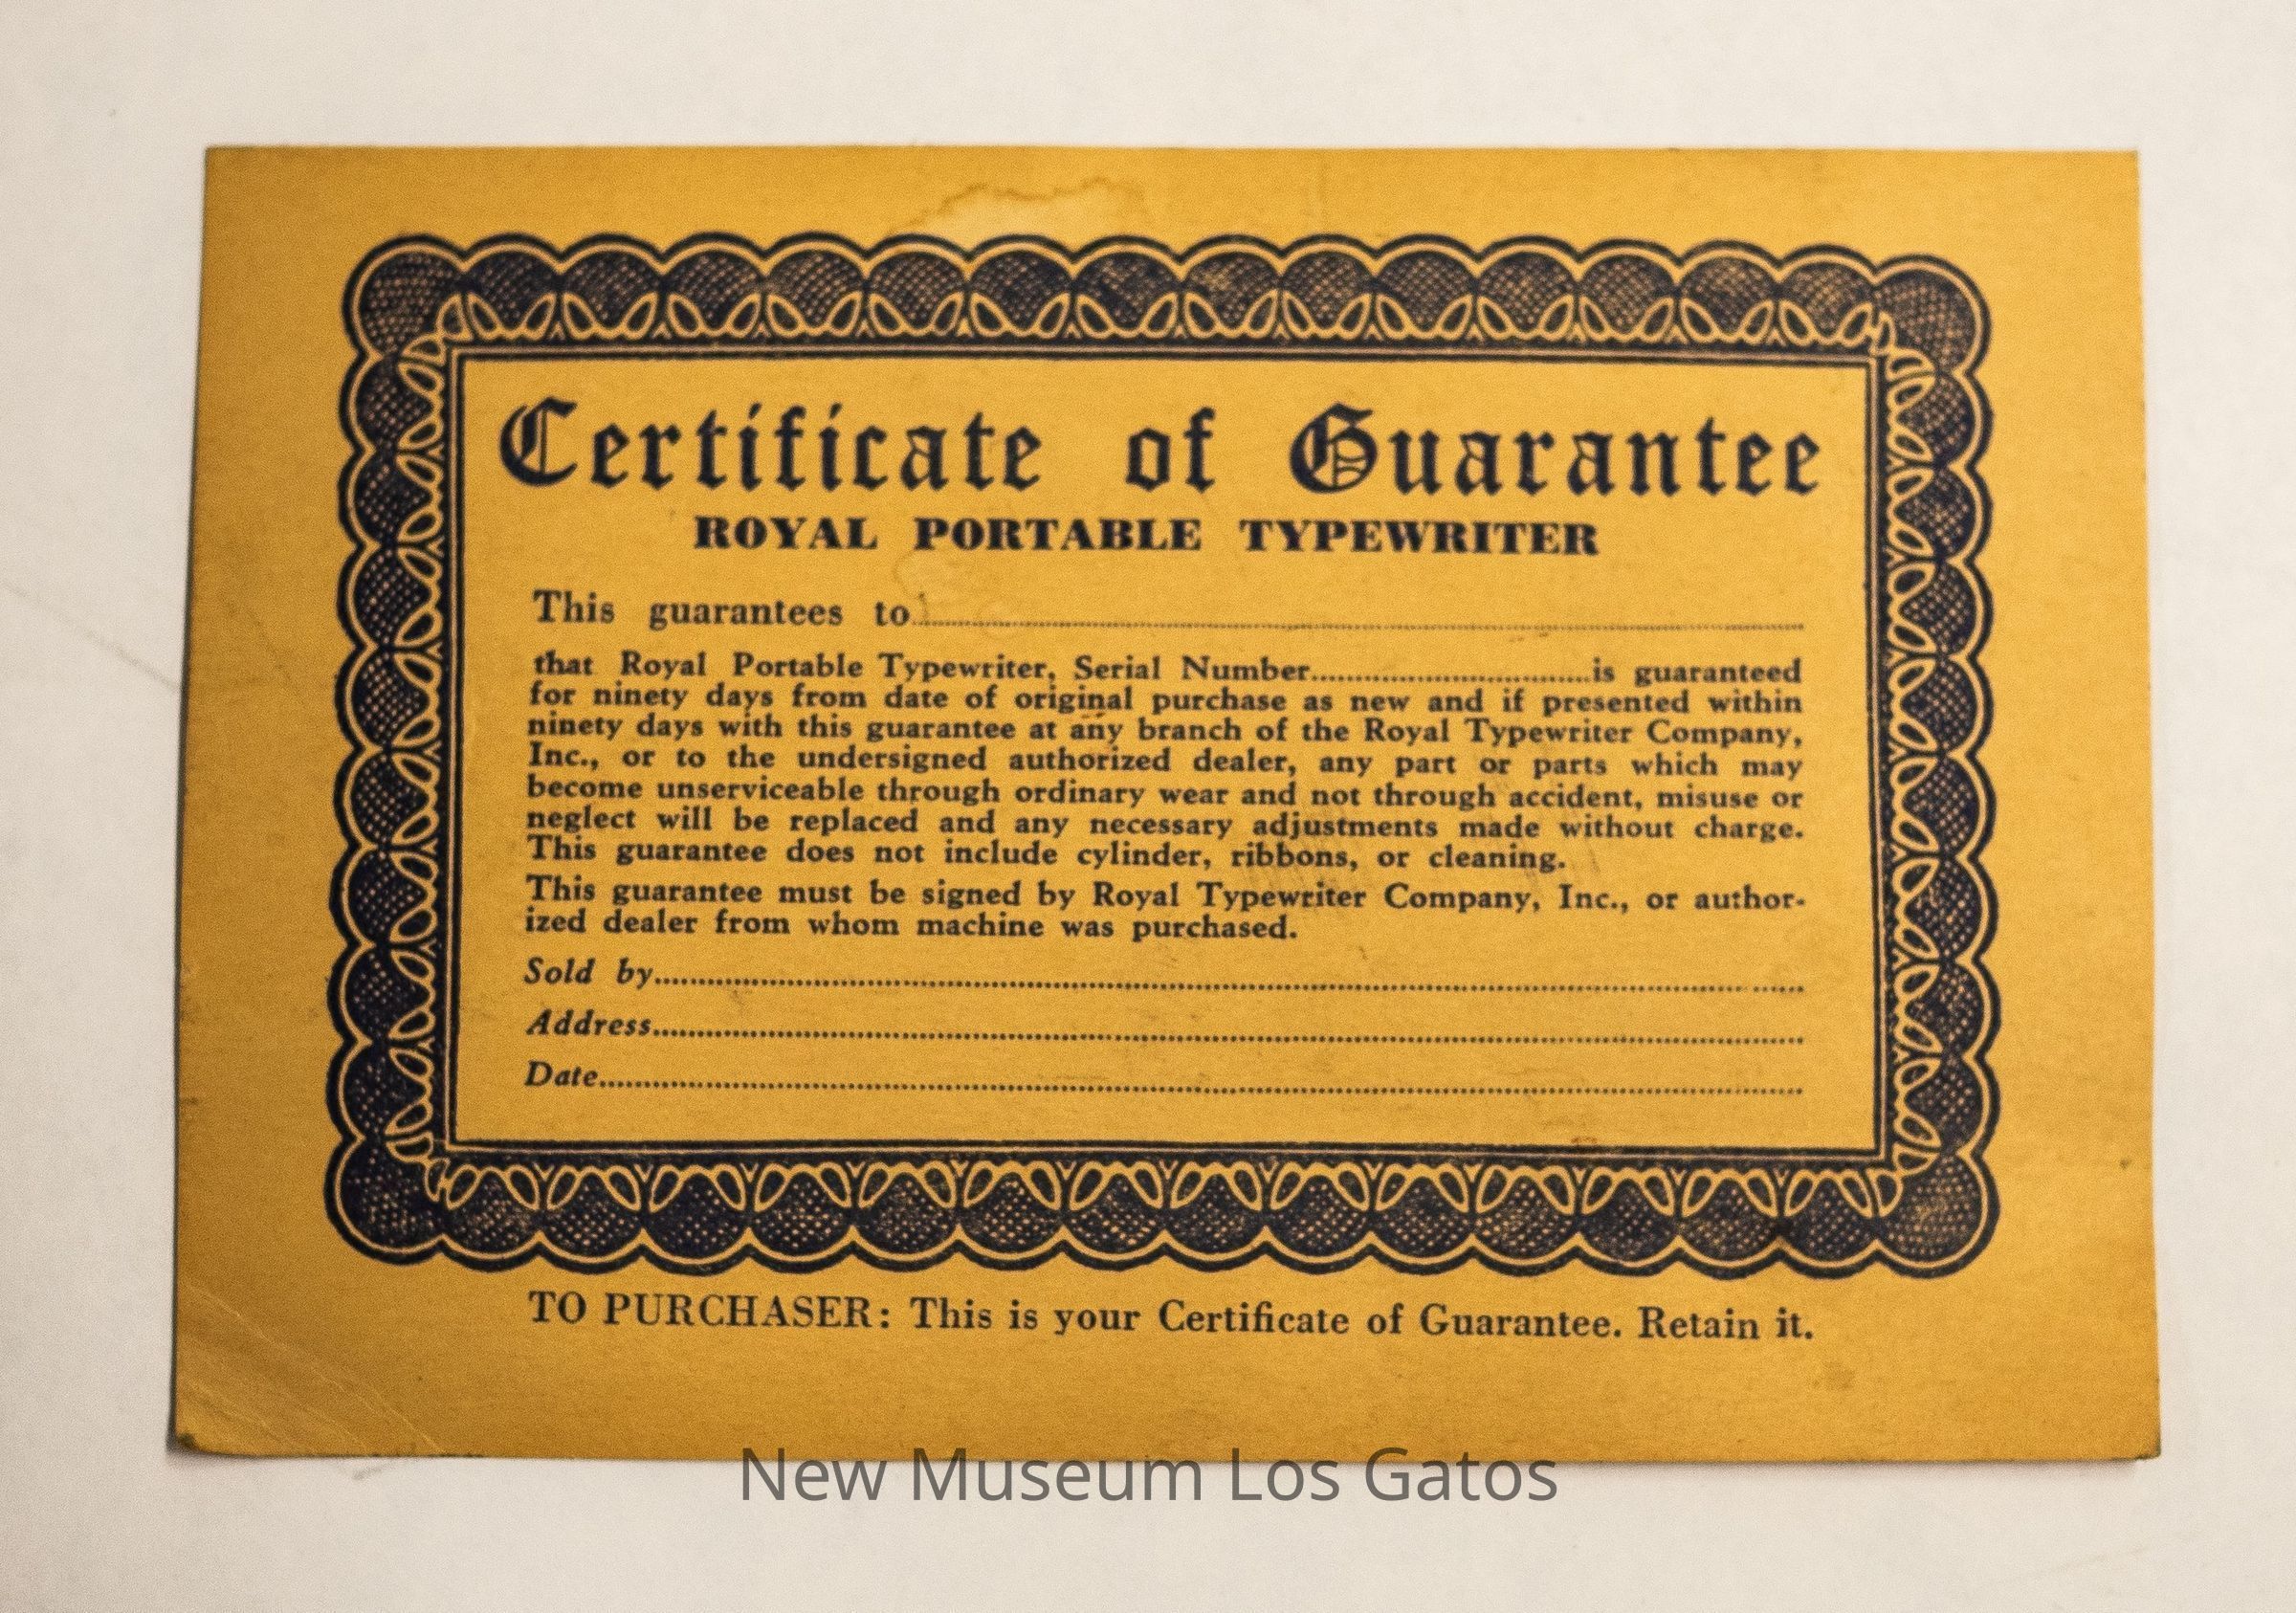 Certificate of Guarantee
ROYAL PORTABLE TYPEWRITER
This guarantees to
that Royal Portable Typewriter, Serial Number..............................is guaranteed
for ninety days from date of original purchase as new and if presented within
ninety days with this guarantee at any branch of the Royal Typewriter Company,
Inc., or to the undersigned authorized dealer, any part or parts which may
become unserviceable through ordinary wear and not through accident, misuse or
neglect will be replaced and any necessary adjustments made without charge.
This guarantee does not include cylinder, ribbons, or cleaning.
This guarantee must be signed by Royal Typewriter Company, Inc., or author-
ized dealer from whom machine was purchased.
Sold by
Address
Date
TO PURCHASER: This is your Certificate of Guarantee. Retain it.
New Museum Los Gatos